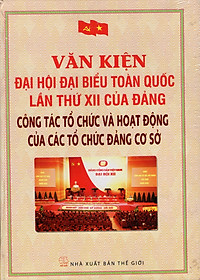 VĂN KIỆN
ĐẠI HỘI ĐẠI BIỂU TOÀN QUỐC
LẦN THỨ XII CỦA ĐẢNG
CÔNG TÁC TỔ CHỨC VÀ HOẠT ĐỘNG
CỦA CÁC TỔ CHỨC ĐẢNG CƠ SỞ
NHÀ XUẤT BẢN THẾ GIỚI